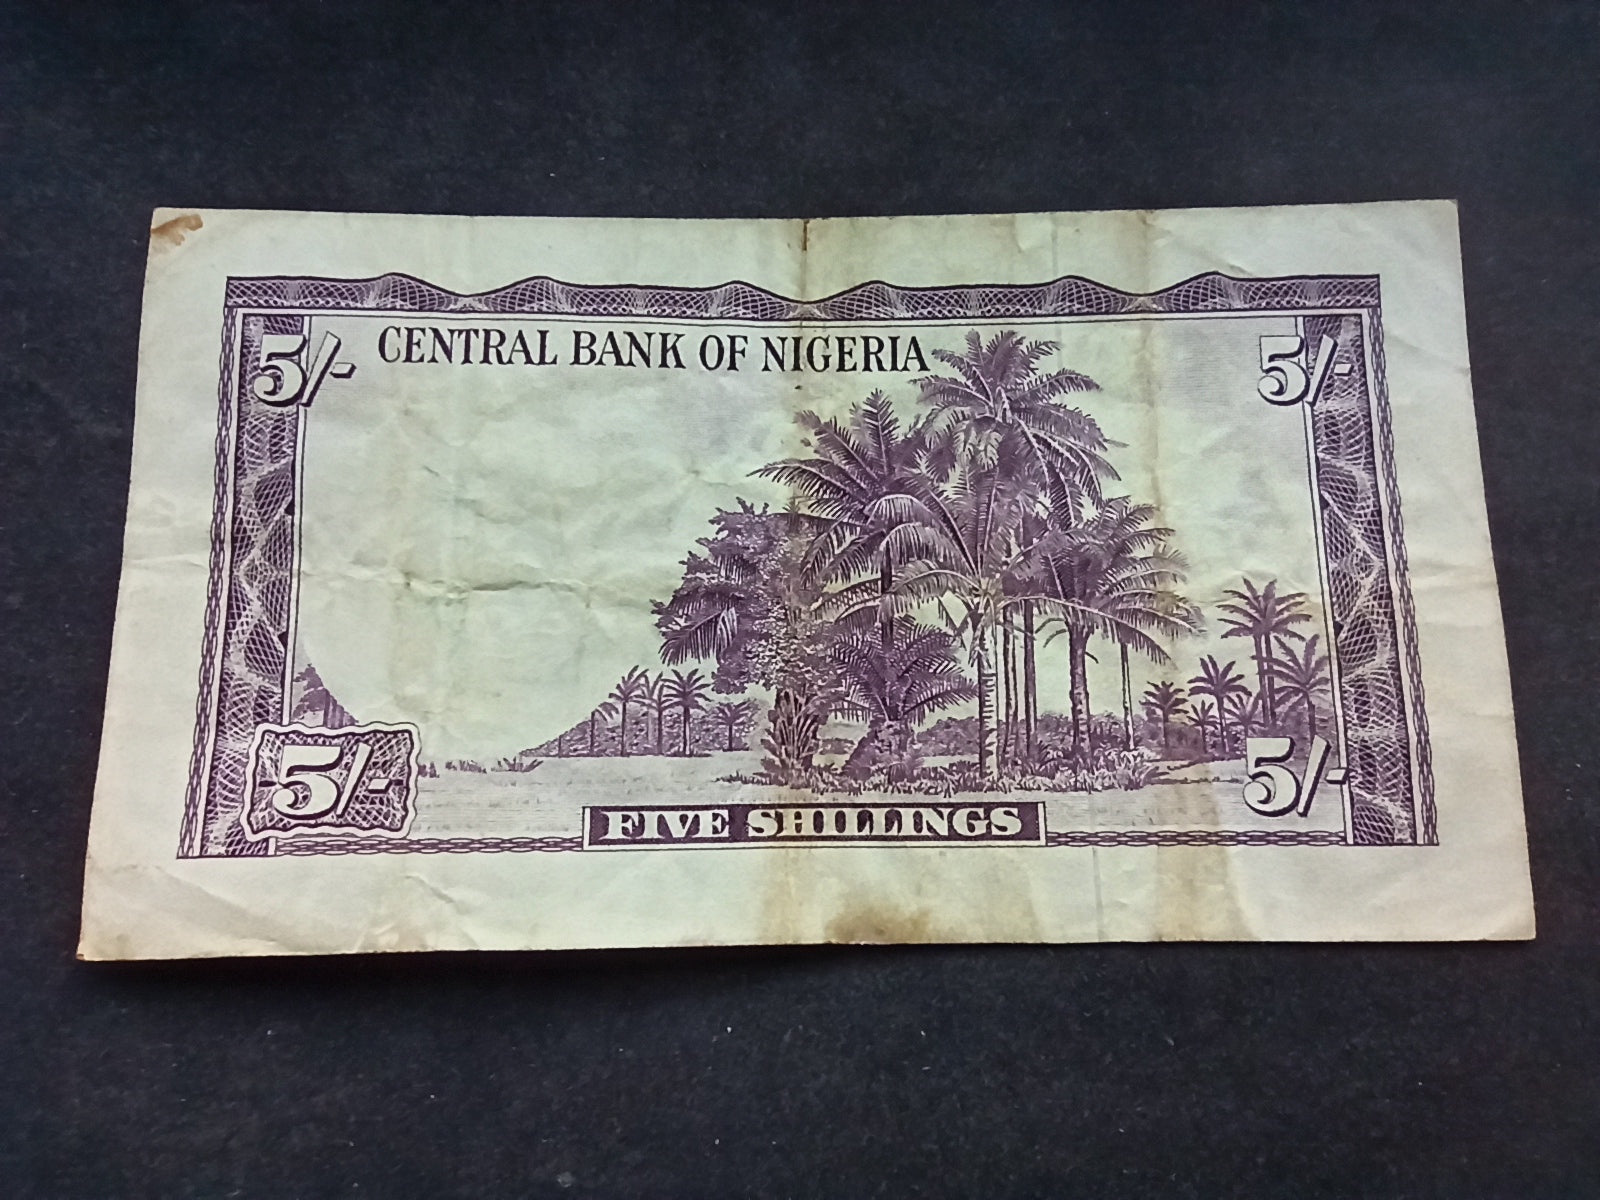 5/- CENTRAL BANK OF NIGERIA 5/-
5/- 5/-
FIVE SHILLINGS